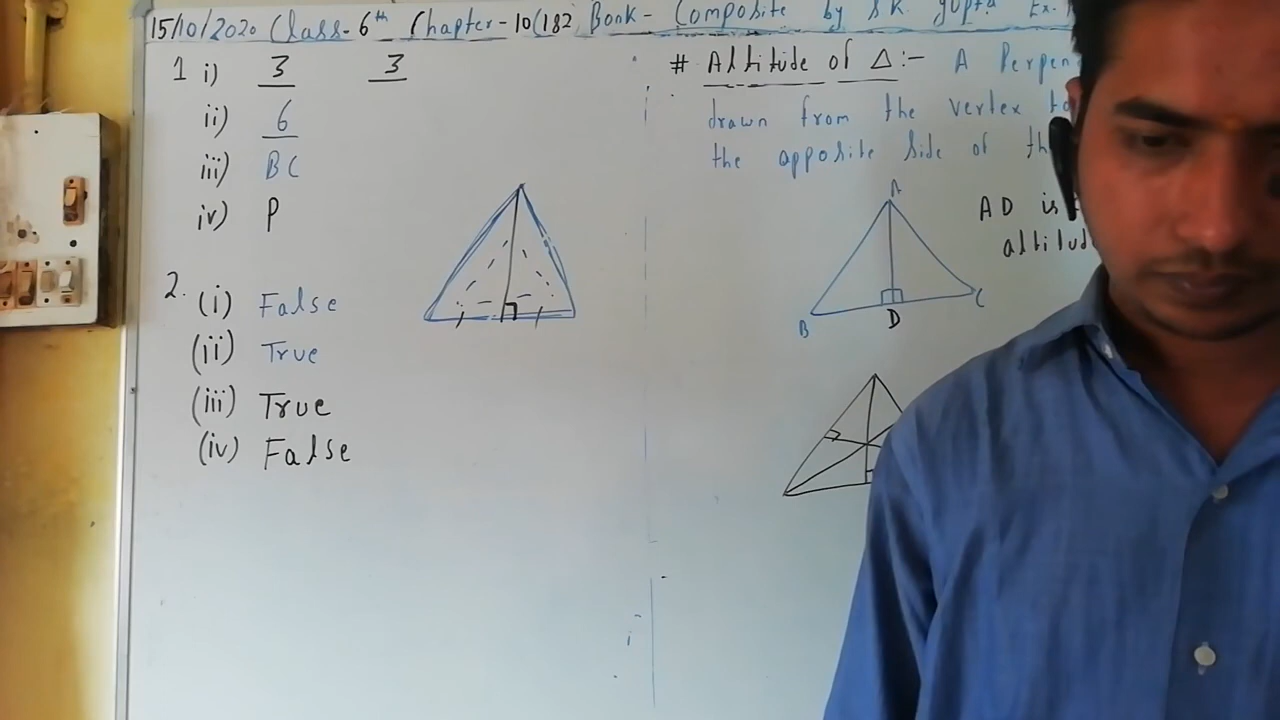 15/10/2020 Class-6th Chapter-10(182) Book- Composite by S.K. Gupta Ex.
1 i) 3 3
ii) 6
iii) BC
iv) P
2. (i) False
(ii) True
(iii) True
(iv) False
# Altitude of △:- A Perpen
drawn from the vertex to
the opposite side of th
A
AD is
altitud
B D C